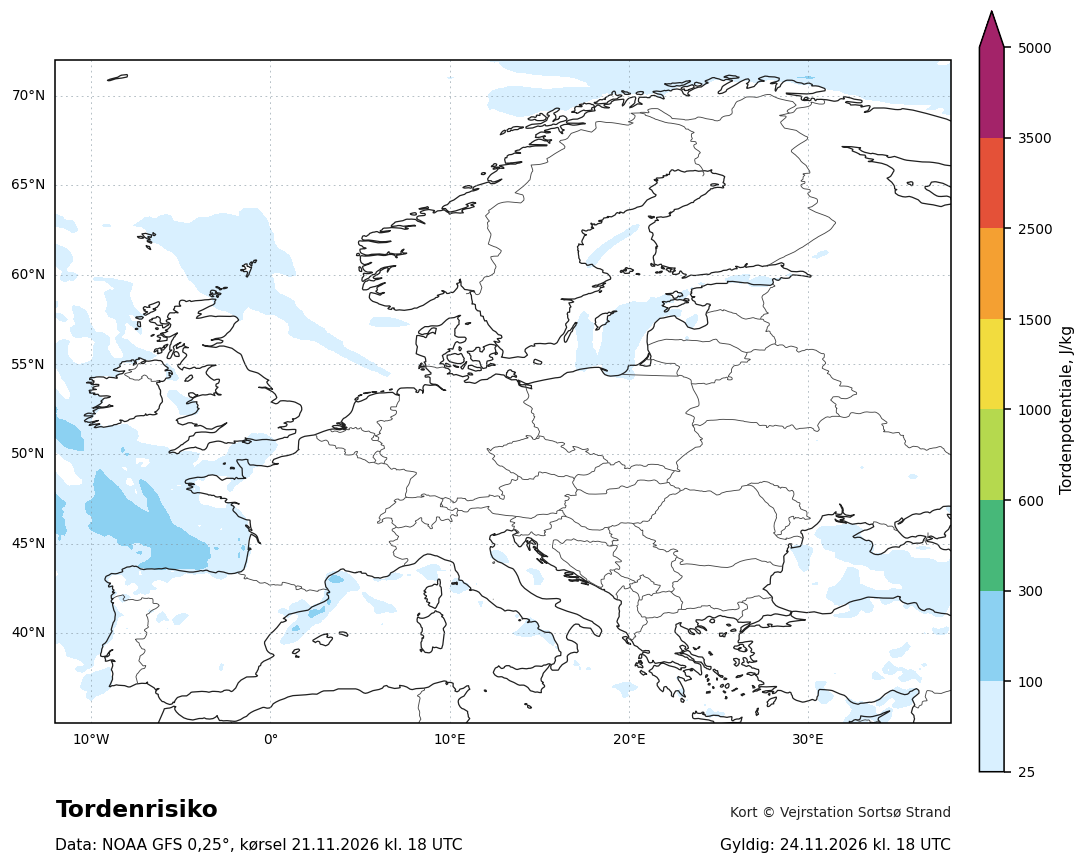 70°N
65°N
60°N
55°N
50°N
45°N
40°N
10°W
0°
10°E
20°E
30°E
5000
3500
2500
1500
1000
600
300
100
25
Tordenpotentiale, J/kg
Tordenrisiko
Kort © Vejrstation Sortsø Strand
Data: NOAA GFS 0,25°, kørsel 21.11.2026 kl. 18 UTC
Gyldig: 24.11.2026 kl. 18 UTC